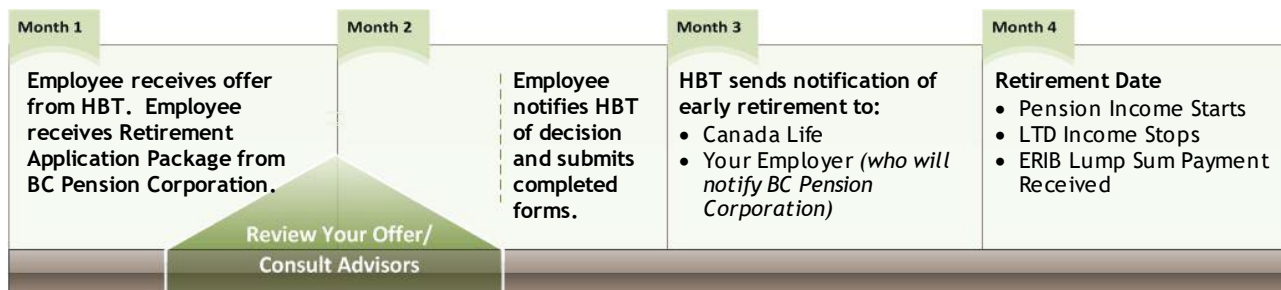 Month 1
Employee receives offer
from HBT. Employee
receives Retirement
Application Package from
BC Pension Corporation.
Review Your Offer/
Consult Advisors
Month 2
Employee
notifies HBT
of decision
and submits
completed
forms.
Month 3
HBT sends notification of
early retirement to:
• Canada Life
• Your Employer (who will
notify BC Pension
Corporation)
Month 4
Retirement Date
• Pension Income Starts
• LTD Income Stops
• ERIB Lump Sum Payment
Received